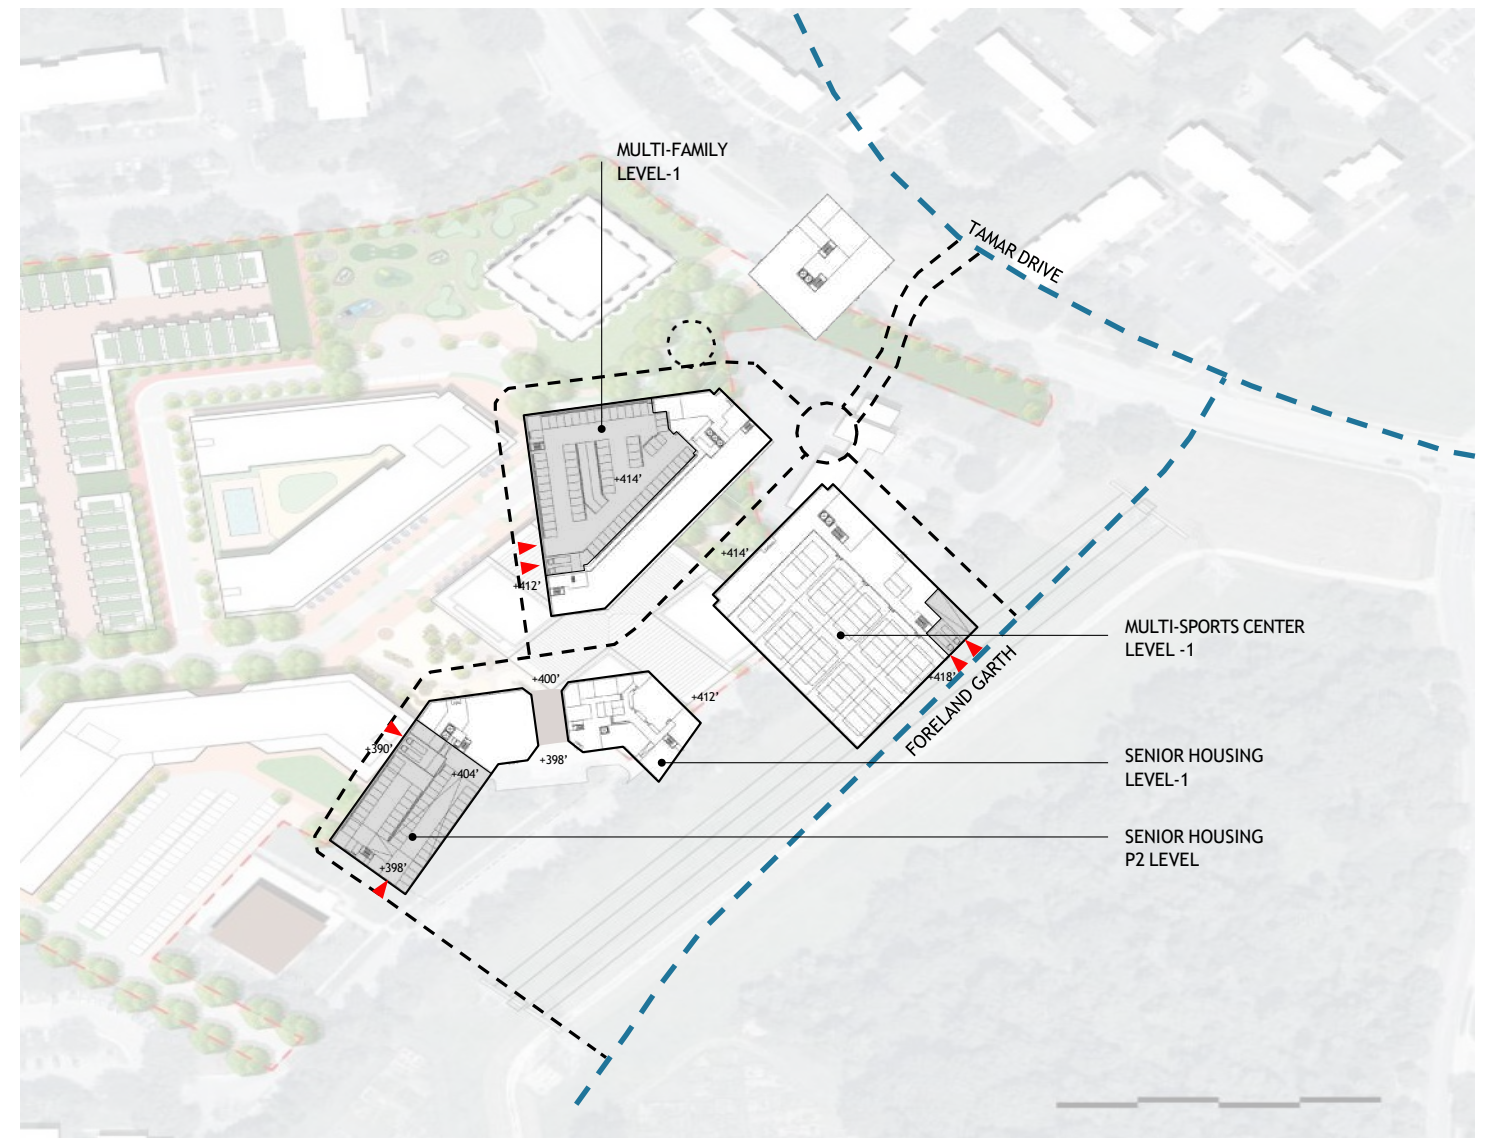 MULTI-FAMILY
LEVEL-1
TAMAR DRIVE
+414'
+414'
+412'
MULTI-SPORTS CENTER
LEVEL -1
+418'
FORELAND GARTH
+400'
+412'
+390'
+398'
+404'
SENIOR HOUSING
LEVEL-1
SENIOR HOUSING
P2 LEVEL
+398'